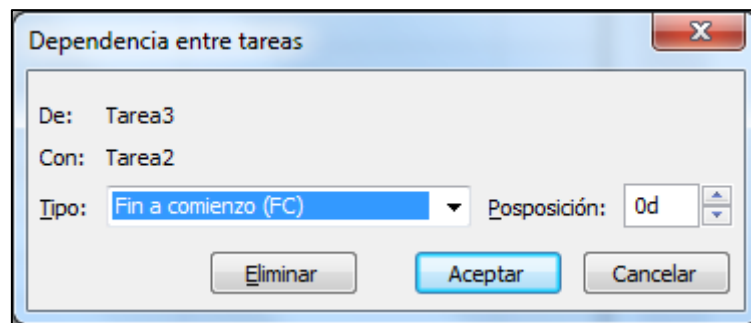 Dependencia entre tareas
De: Tarea3
Con: Tarea2
Tipo: Fin a comienzo (FC) Posposición: 0d
Eliminar Aceptar Cancelar